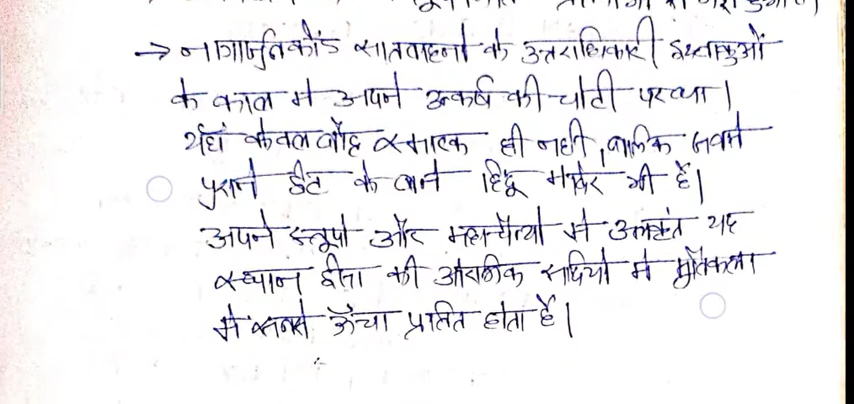 → नागार्जुनिकोंड सातवाहनों के उत्तराधिकारी इक्ष्वाकुओं
के काल मे अपने उत्कर्ष की चोटी पर था।
यहां केवल बौद्ध स्मारक ही नहीं, बल्कि सबसे
पुराने ईट के बने हिंदू मंदिर भी हैं।
अपने स्तूपो और महाचैत्यो से अलंकृत यह
स्थान ईसा की आरंभिक सदियो मे मूर्तिकला
मे सबसे ऊँचा प्रतित होता हैं।